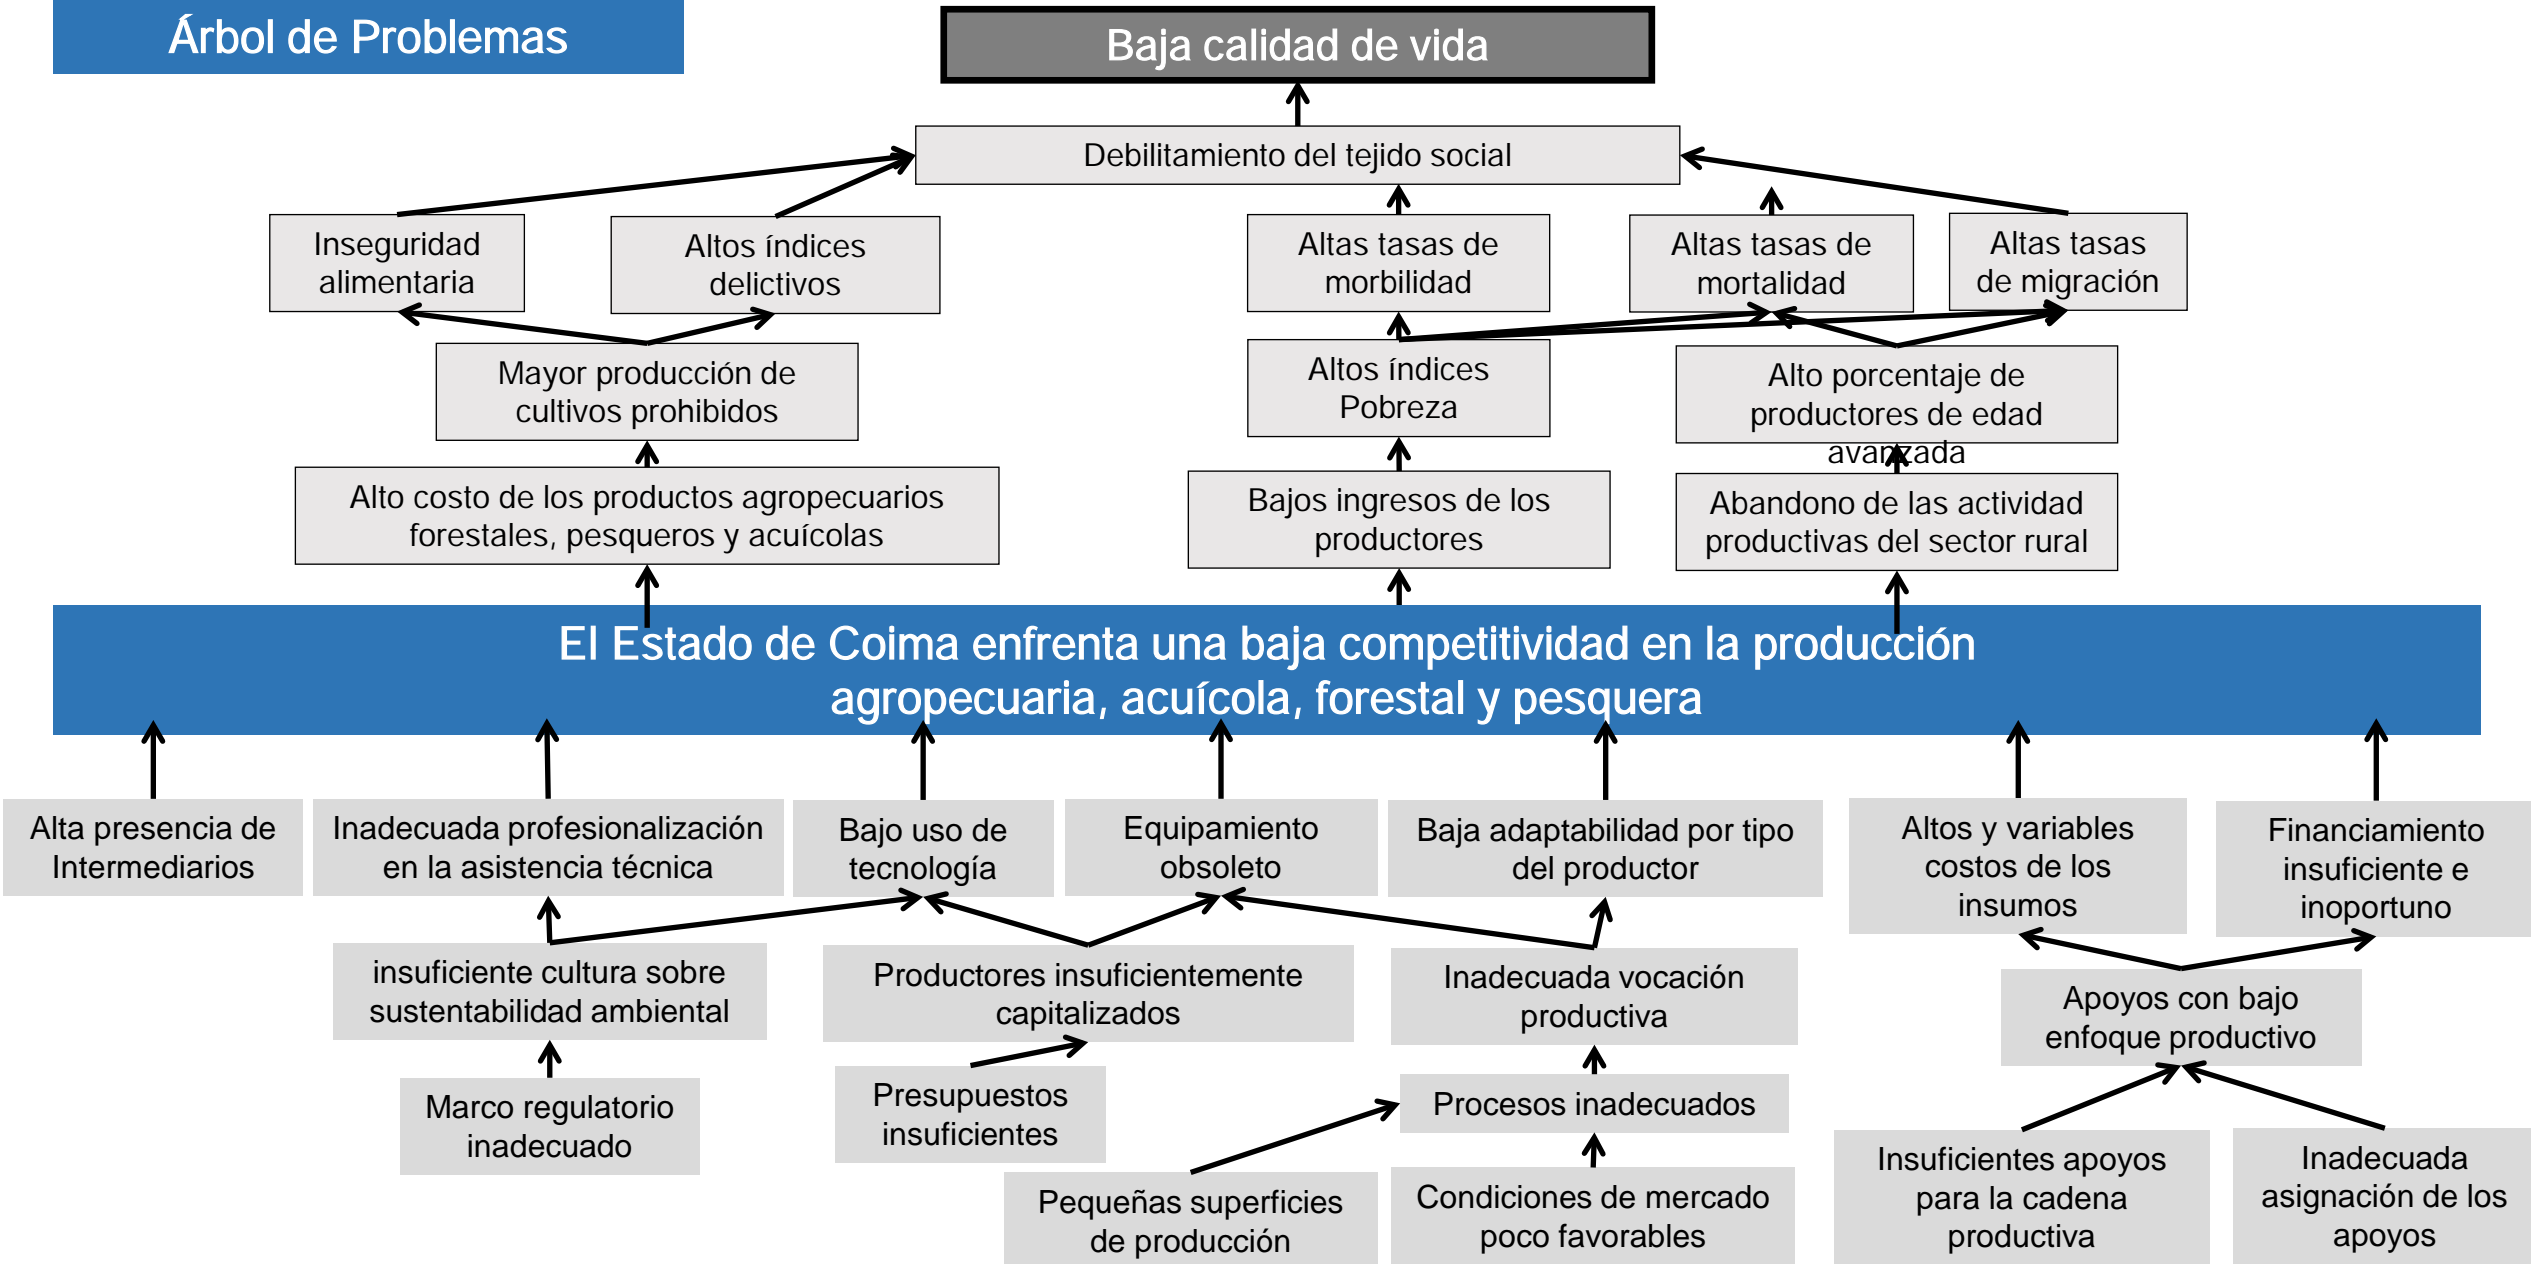 Árbol de Problemas
Baja calidad de vida
Debilitamiento del tejido social
Inseguridad
alimentaria
Altos índices
delictivos
Altas tasas de
morbilidad
Altas tasas de
mortalidad
Altas tasas
de migración
Mayor producción de
cultivos prohibidos
Altos índices
Pobreza
Alto porcentaje de
productores de edad
avanzada
Alto costo de los productos agropecuarios
forestales, pesqueros y acuícolas
Bajos ingresos de los
productores
Abandono de las actividad
productivas del sector rural
El Estado de Coima enfrenta una baja competitividad en la producción
agropecuaria, acuícola, forestal y pesquera
Alta presencia de
Intermediarios
Inadecuada profesionalización
en la asistencia técnica
Bajo uso de
tecnología
Equipamiento
obsoleto
Baja adaptabilidad por tipo
del productor
Altos y variables
costos de los
insumos
Financiamiento
insuficiente e
inoportuno
insuficiente cultura sobre
sustentabilidad ambiental
Productores insuficientemente
capitalizados
Inadecuada vocación
productiva
Apoyos con bajo
enfoque productivo
Marco regulatorio
inadecuado
Presupuestos
insuficientes
Procesos inadecuados
Pequeñas superficies
de producción
Condiciones de mercado
poco favorables
Insuficientes apoyos
para la cadena
productiva
Inadecuada
asignación de los
apoyos